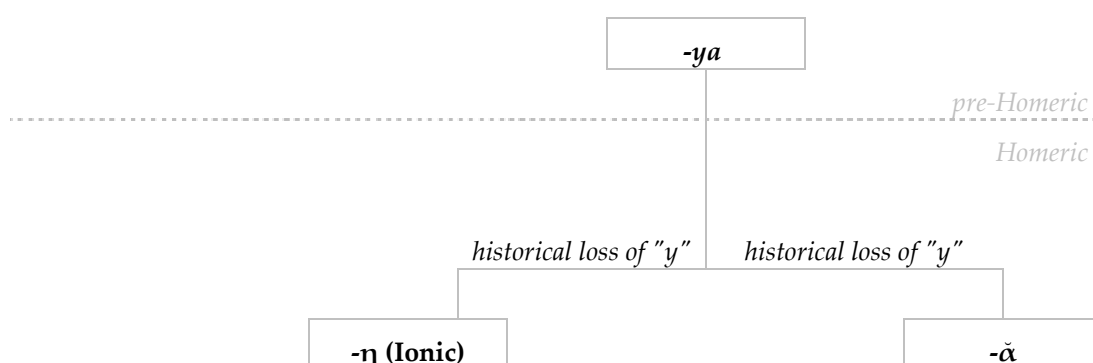 -ya
pre-Homeric
Homeric
historical loss of "y" historical loss of "y"
-η (Ionic) -ᾰ